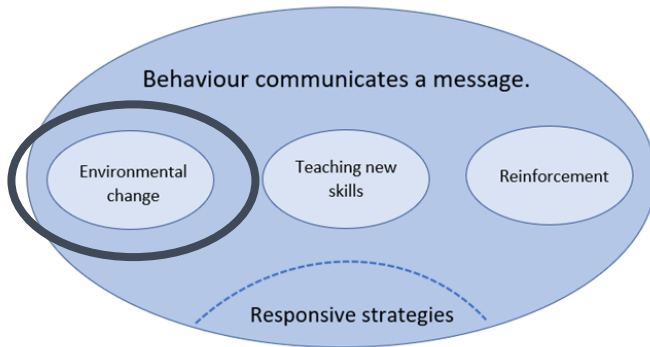 Behaviour communicates a message.
Environmental
change
Teaching new
skills
Reinforcement
Responsive strategies